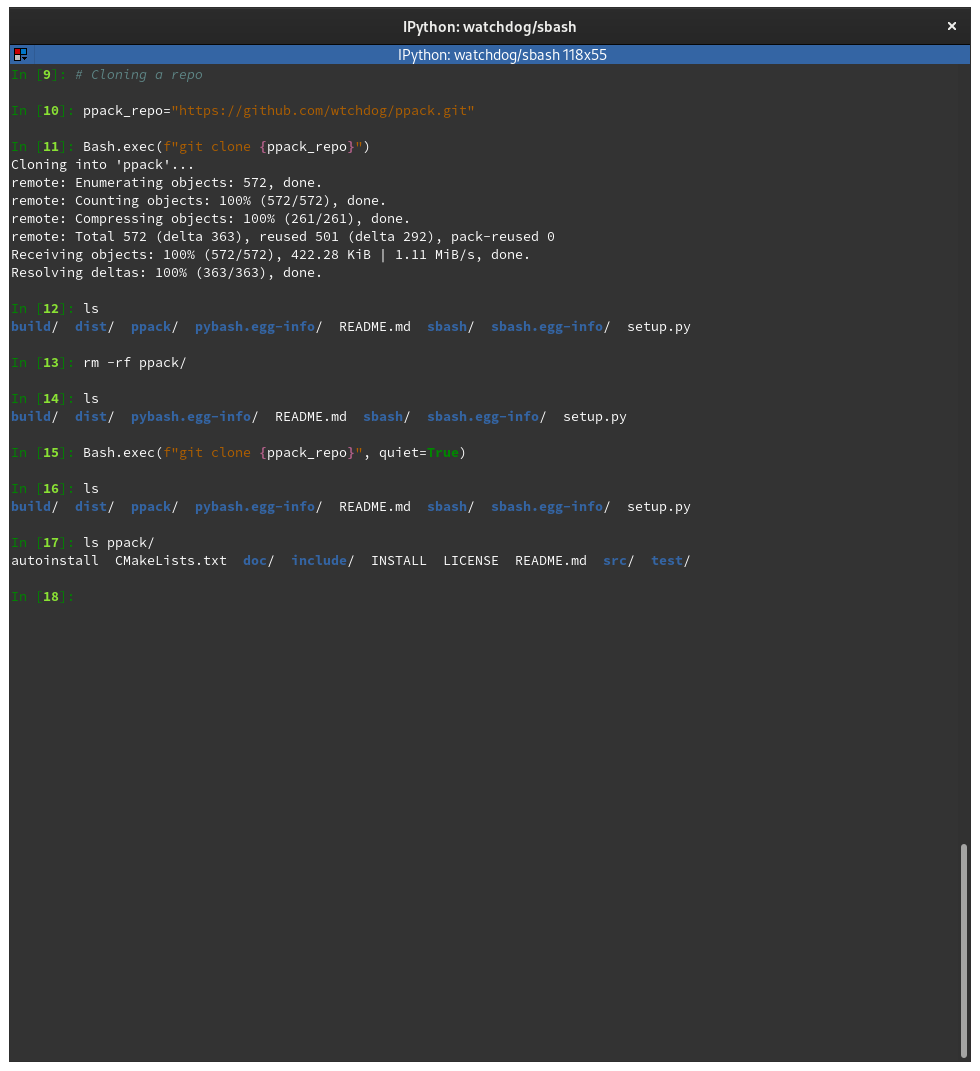 IPython: watchdog/sbash ×
IPython: watchdog/sbash 118x55
In [9]: # Cloning a repo
In [10]: ppack_repo="https://github.com/wtchdog/ppack.git"
In [11]: Bash.exec(f"git clone {ppack_repo}")
Cloning into 'ppack'...
remote: Enumerating objects: 572, done.
remote: Counting objects: 100% (572/572), done.
remote: Compressing objects: 100% (261/261), done.
remote: Total 572 (delta 363), reused 501 (delta 292), pack-reused 0
Receiving objects: 100% (572/572), 422.28 KiB | 1.11 MiB/s, done.
Resolving deltas: 100% (363/363), done.
In [12]: ls
build/  dist/  ppack/  pybash.egg-info/  README.md  sbash/  sbash.egg-info/  setup.py
In [13]: rm -rf ppack/
In [14]: ls
build/  dist/  pybash.egg-info/  README.md  sbash/  sbash.egg-info/  setup.py
In [15]: Bash.exec(f"git clone {ppack_repo}", quiet=True)
In [16]: ls
build/  dist/  ppack/  pybash.egg-info/  README.md  sbash/  sbash.egg-info/  setup.py
In [17]: ls ppack/
autoinstall  CMakeLists.txt  doc/  include/  INSTALL  LICENSE  README.md  src/  test/
In [18]: